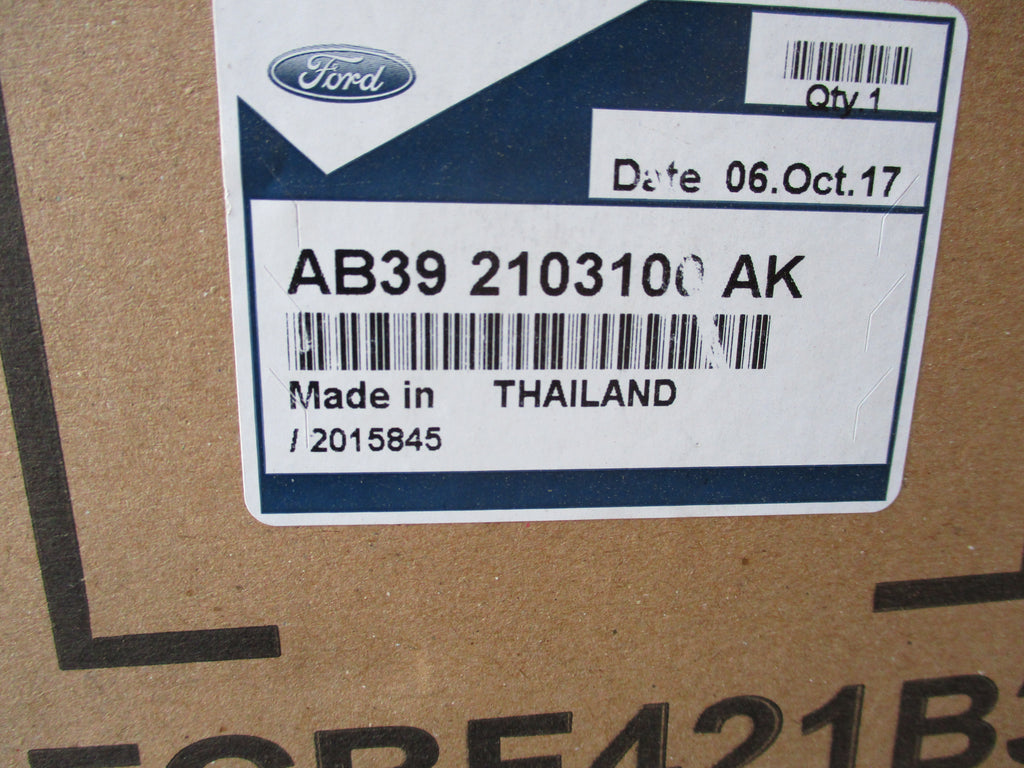 Ford
Qty.1
Date 06.Oct.17
AB39 2103100 AK
Made in THAILAND
/ 2015845